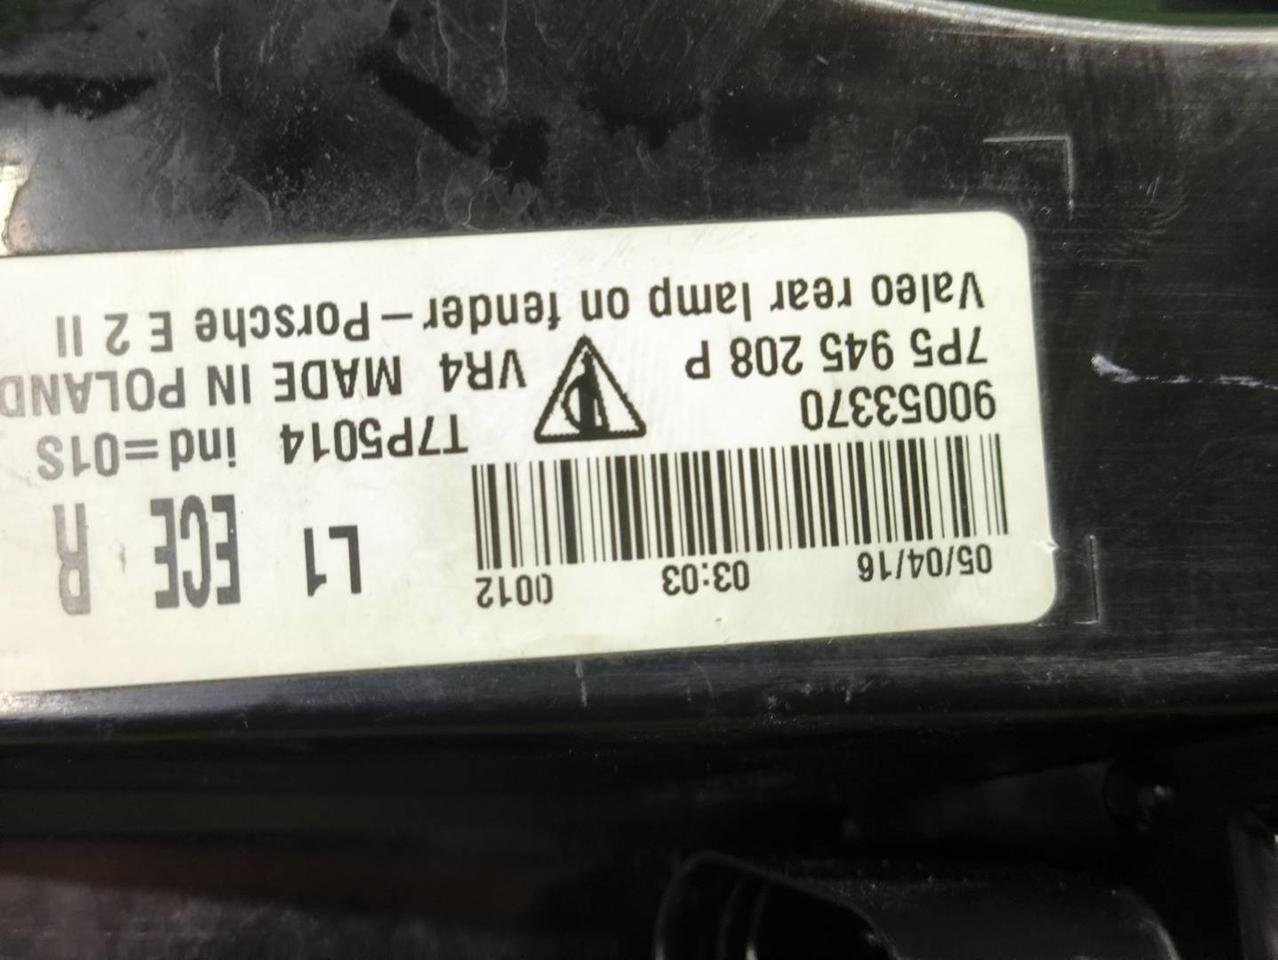 Valeo rear lamp on fender – Porsche E 2 II
7P5 945 208 P VR4 MADE IN POLAND
90053370 T7P5014 ind=01S
L1 ECE R
05/04/16 03:03 0012